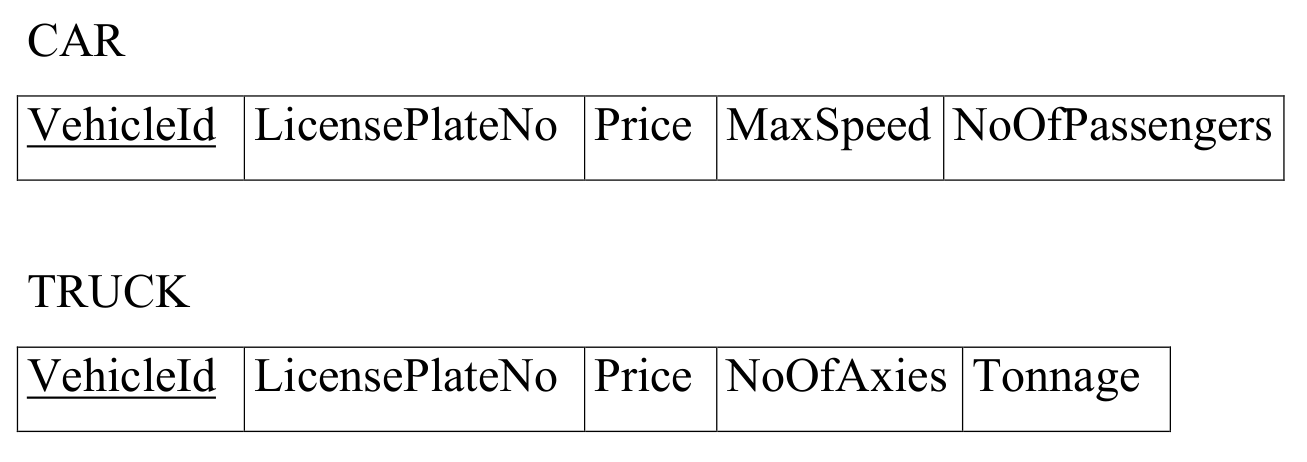 CAR
VehicleId LicensePlateNo Price MaxSpeed NoOfPassengers
TRUCK
VehicleId LicensePlateNo Price NoOfAxies Tonnage